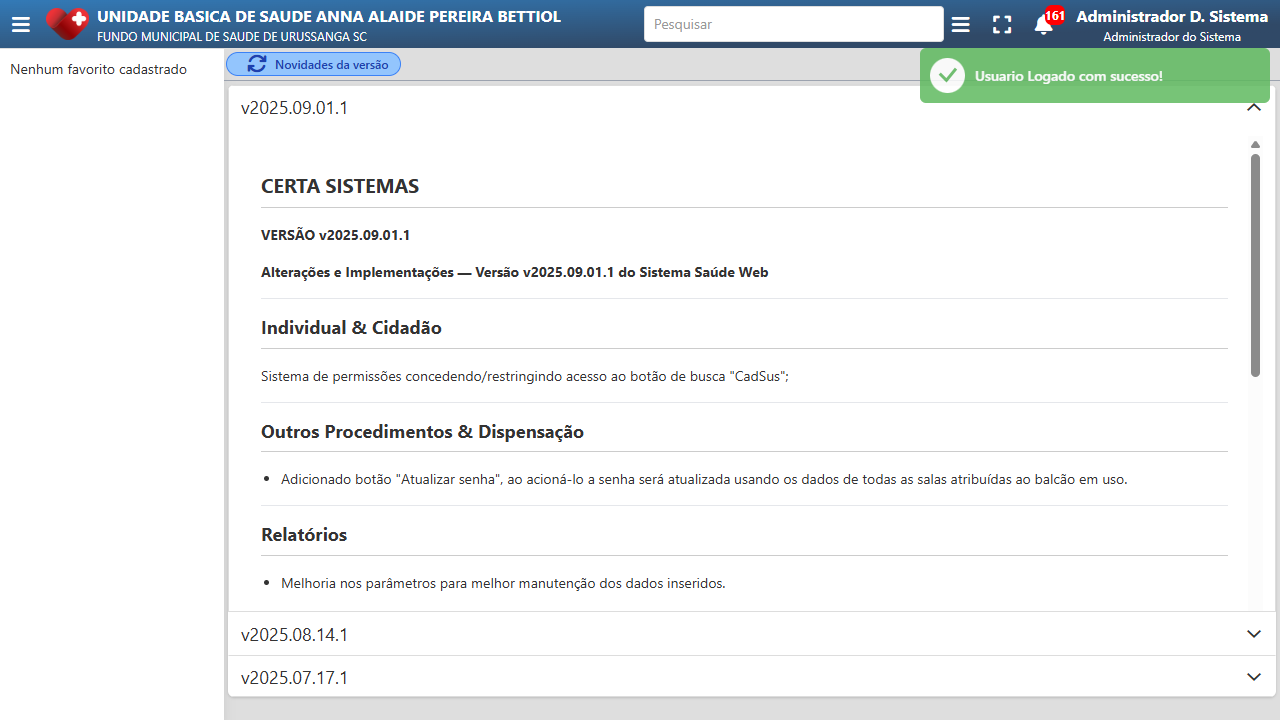 UNIDADE BASICA DE SAUDE ANNA ALAIDE PEREIRA BETTIOL
FUNDO MUNICIPAL DE SAUDE DE URUSSANGA SC
Pesquisar
161
Administrador D. Sistema
Administrador do Sistema
Nenhum favorito cadastrado
Novidades da versão
Usuario Logado com sucesso!
v2025.09.01.1
CERTA SISTEMAS
VERSÃO v2025.09.01.1
Alterações e Implementações — Versão v2025.09.01.1 do Sistema Saúde Web
Individual & Cidadão
Sistema de permissões concedendo/restringindo acesso ao botão de busca "CadSus";
Outros Procedimentos & Dispensação
• Adicionado botão "Atualizar senha", ao acioná-lo a senha será atualizada usando os dados de todas as salas atribuídas ao balcão em uso.
Relatórios
• Melhoria nos parâmetros para melhor manutenção dos dados inseridos.
v2025.08.14.1
v2025.07.17.1